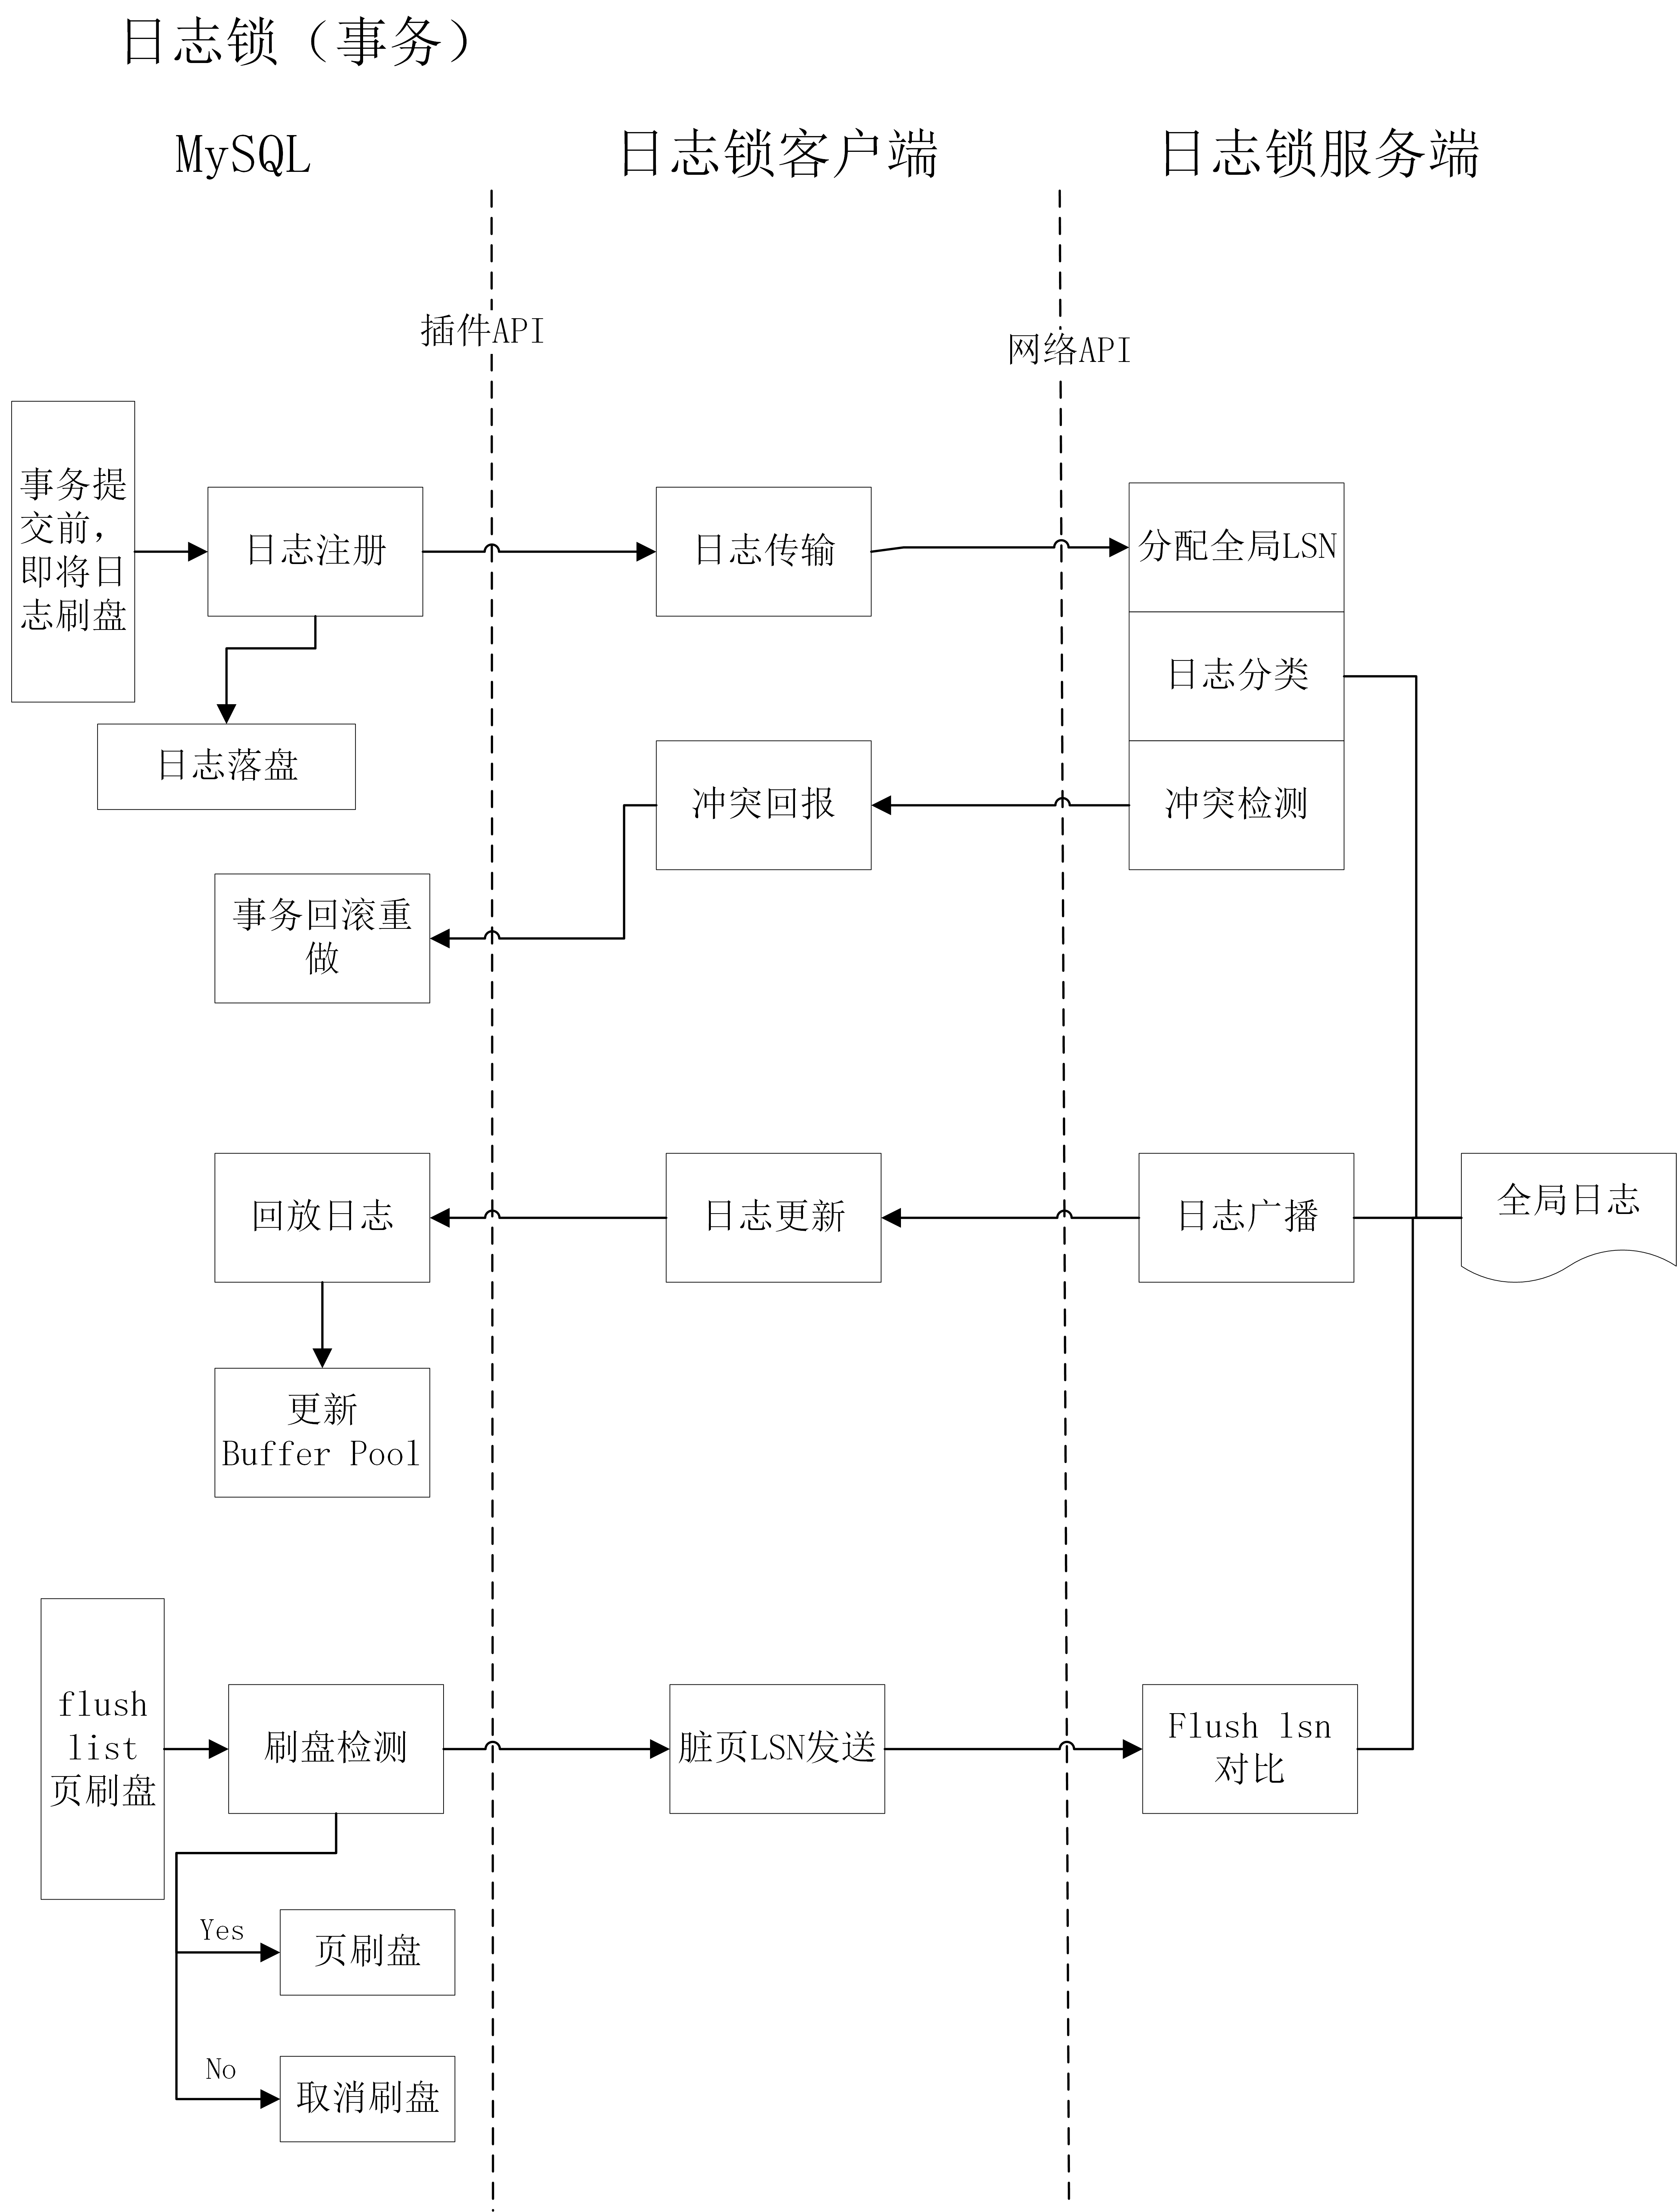 日志锁（事务）
MySQL
日志锁客户端
日志锁服务端
插件API
网络API
事务提
交前，
即将日
志刷盘
日志注册
日志传输
分配全局LSN
日志分类
日志落盘
冲突回报
冲突检测
事务回滚重
做
回放日志
日志更新
日志广播
全局日志
更新
Buffer Pool
flush
list
页刷盘
刷盘检测
脏页LSN发送
Flush lsn
对比
Yes
页刷盘
No
取消刷盘